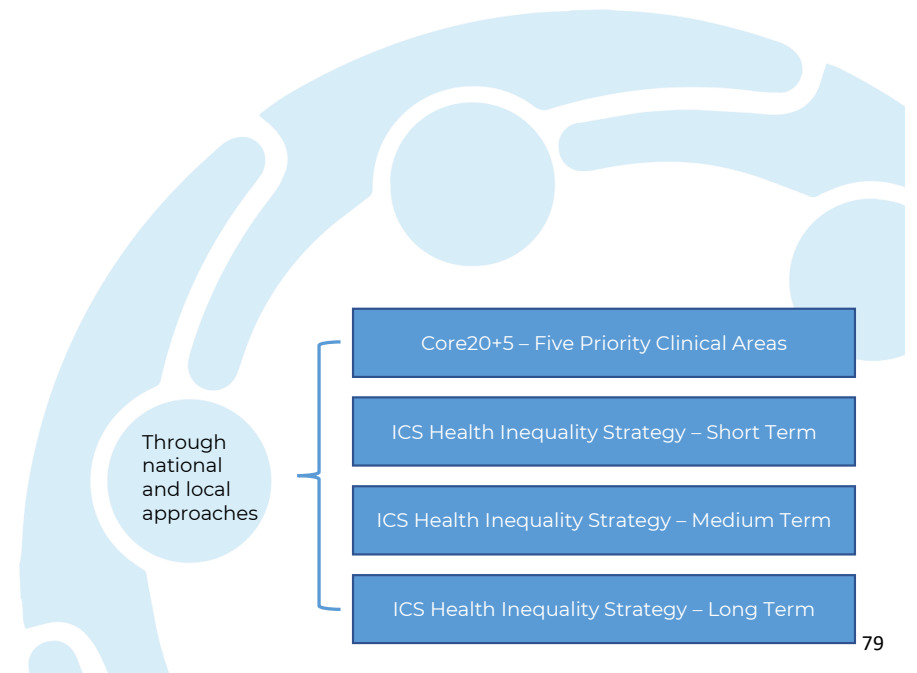 Through
national
and local
approaches
Core20+5 – Five Priority Clinical Areas
ICS Health Inequality Strategy – Short Term
ICS Health Inequality Strategy – Medium Term
ICS Health Inequality Strategy – Long Term
79